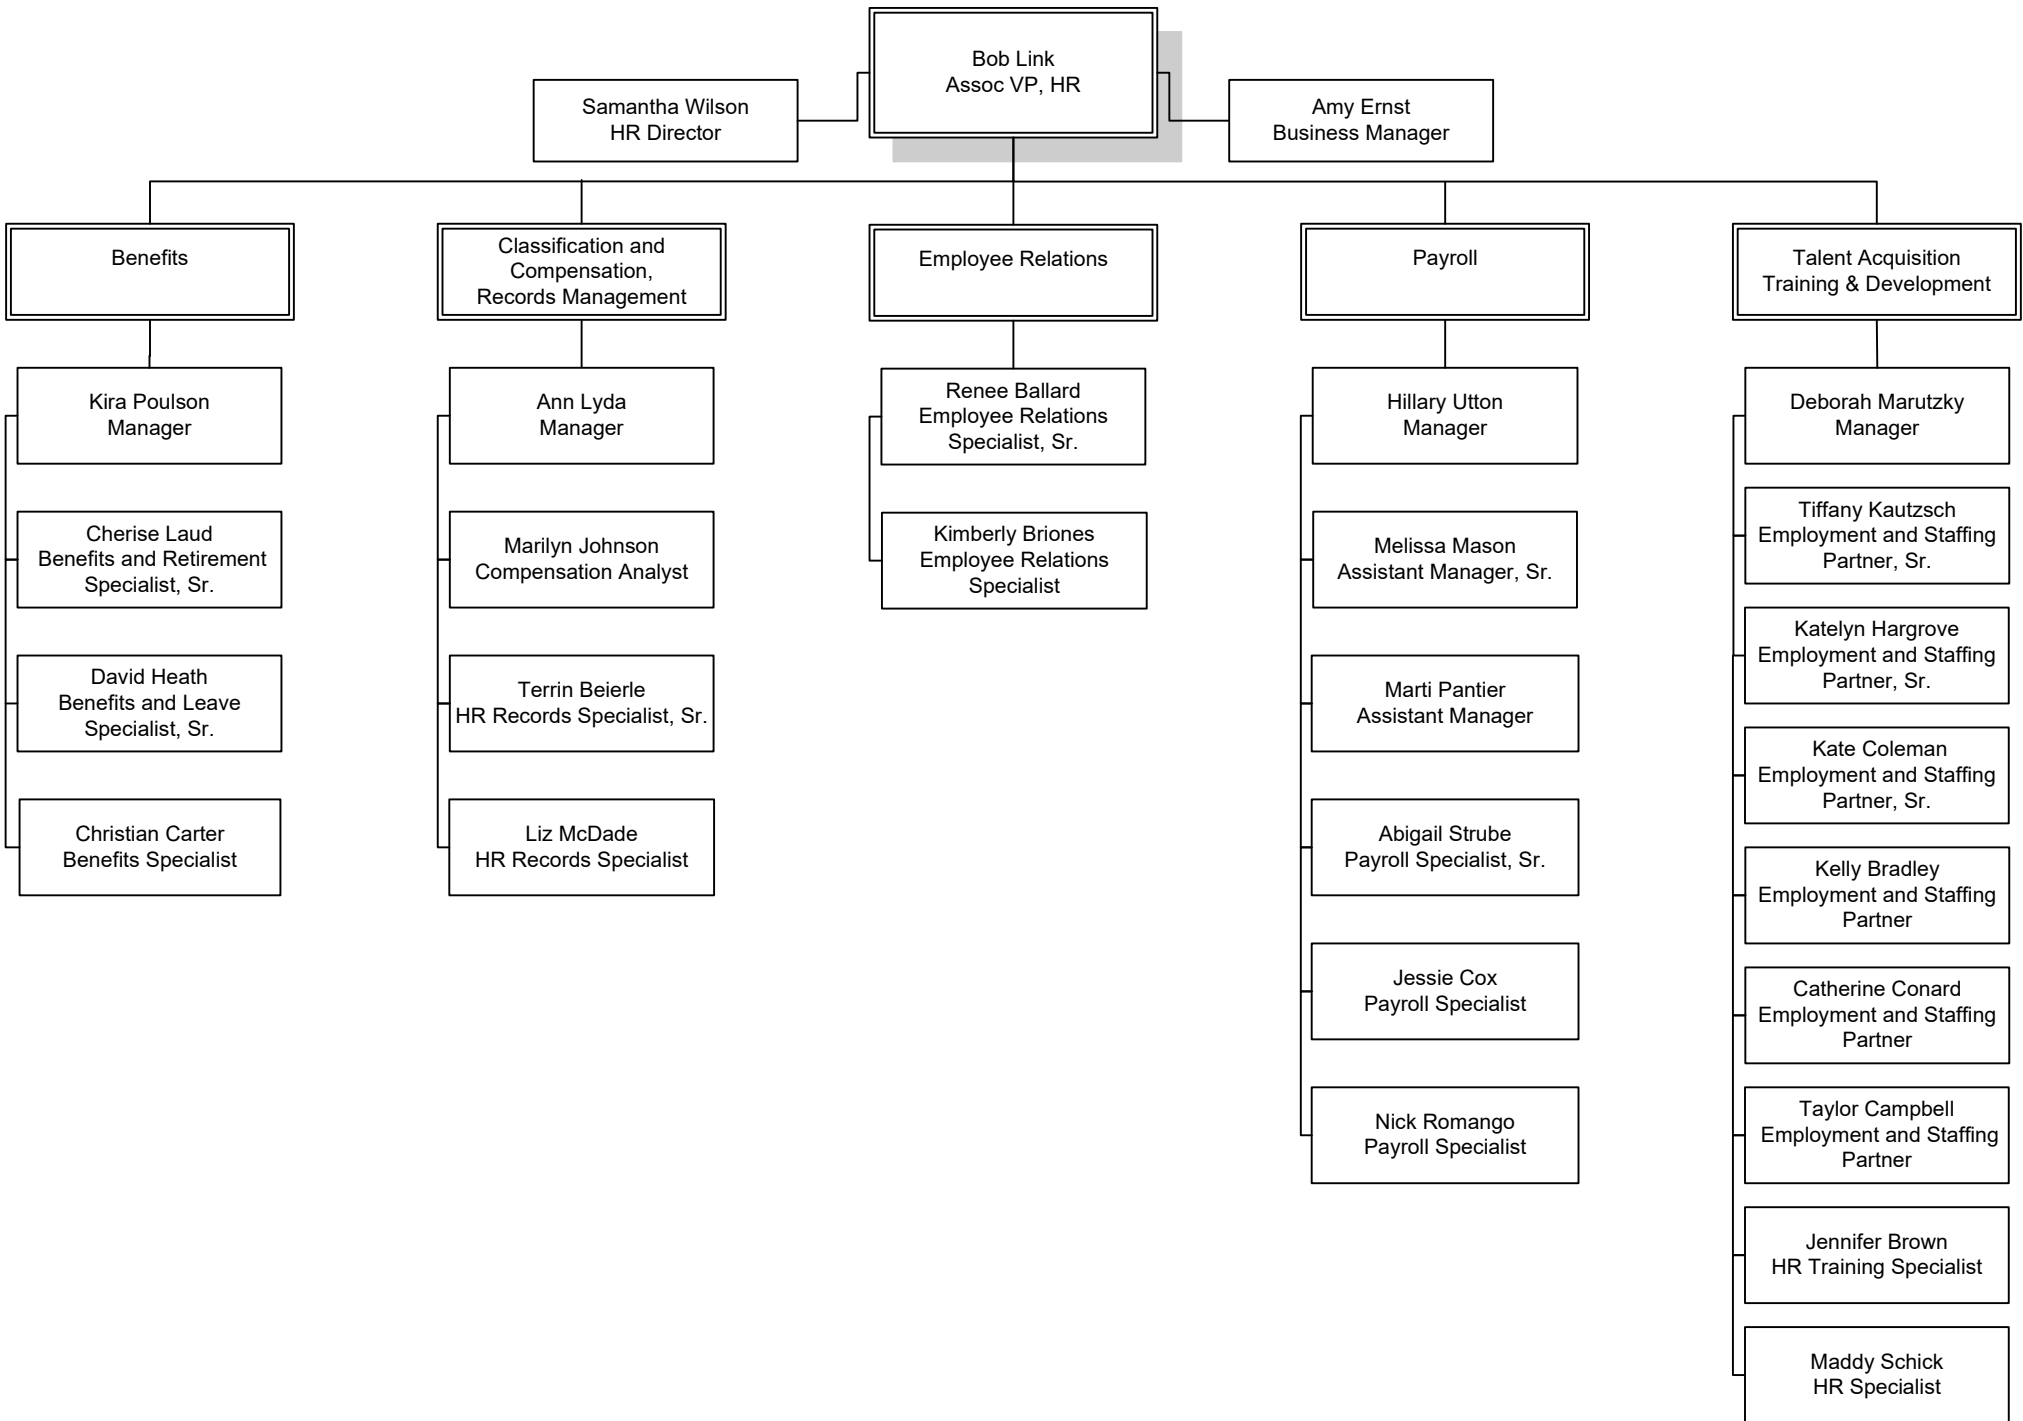 Bob Link
Assoc VP, HR
Samantha Wilson
HR Director
Amy Ernst
Business Manager
Benefits
Kira Poulson
Manager
Cherise Laud
Benefits and Retirement
Specialist, Sr.
David Heath
Benefits and Leave
Specialist, Sr.
Christian Carter
Benefits Specialist
Classification and
Compensation,
Records Management
Ann Lyda
Manager
Marilyn Johnson
Compensation Analyst
Terrin Beierle
HR Records Specialist, Sr.
Liz McDade
HR Records Specialist
Employee Relations
Renee Ballard
Employee Relations
Specialist, Sr.
Kimberly Briones
Employee Relations
Specialist
Payroll
Hillary Utton
Manager
Melissa Mason
Assistant Manager, Sr.
Marti Pantier
Assistant Manager
Abigail Strube
Payroll Specialist, Sr.
Jessie Cox
Payroll Specialist
Nick Romango
Payroll Specialist
Talent Acquisition
Training & Development
Deborah Marutzky
Manager
Tiffany Kautzsch
Employment and Staffing
Partner, Sr.
Katelyn Hargrove
Employment and Staffing
Partner, Sr.
Kate Coleman
Employment and Staffing
Partner, Sr.
Kelly Bradley
Employment and Staffing
Partner
Catherine Conard
Employment and Staffing
Partner
Taylor Campbell
Employment and Staffing
Partner
Jennifer Brown
HR Training Specialist
Maddy Schick
HR Specialist